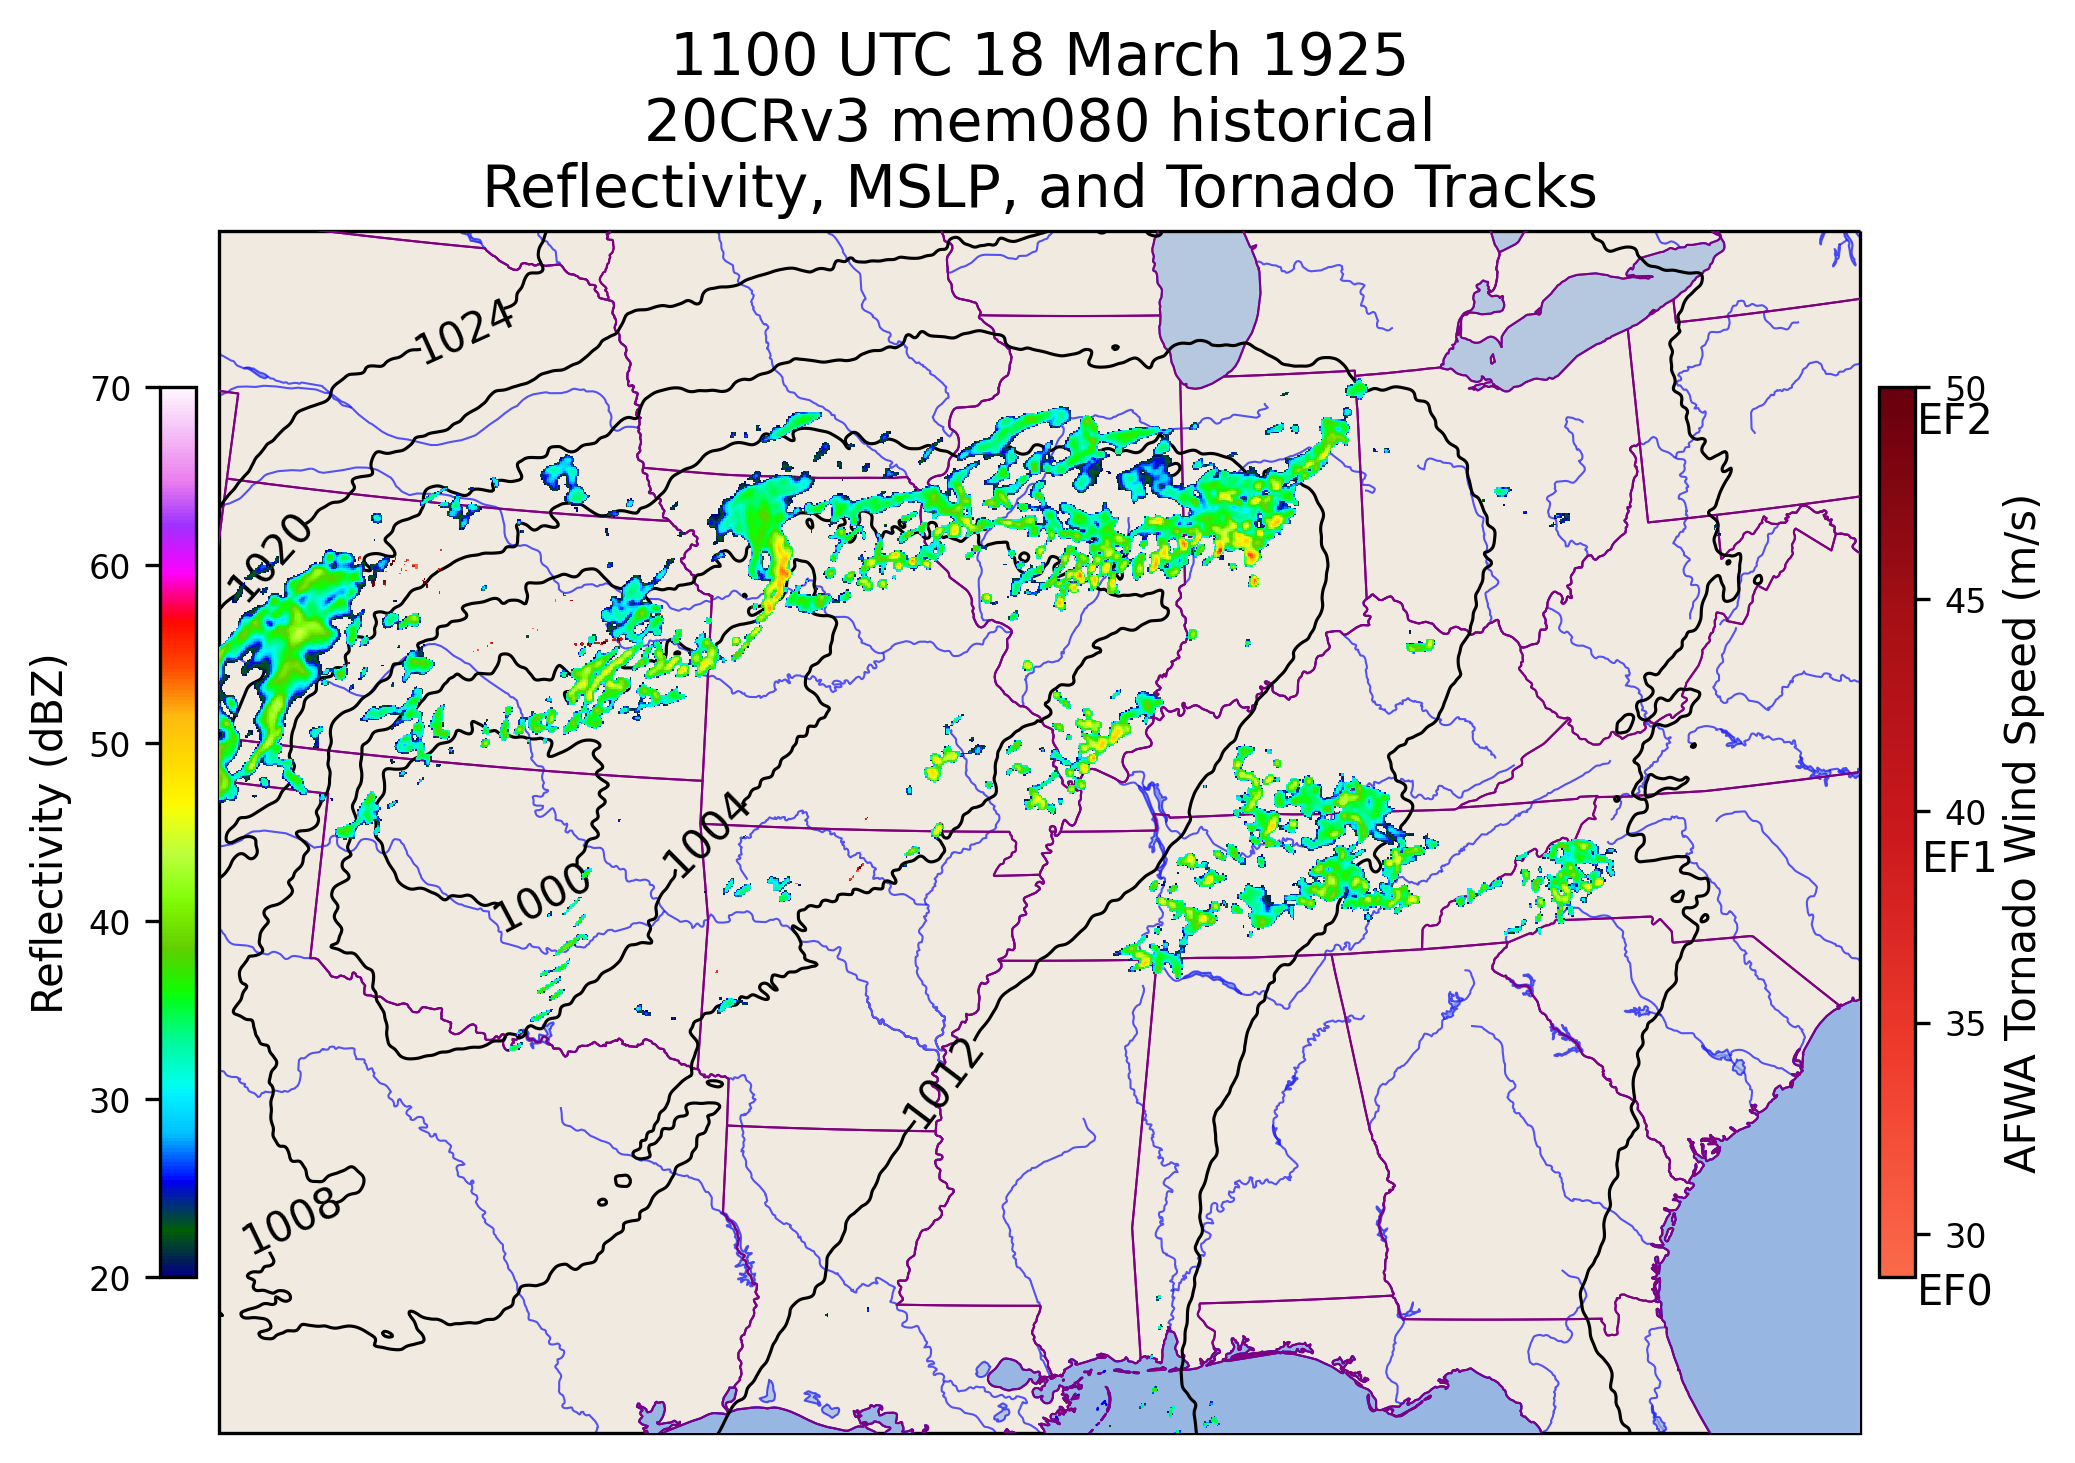 1100 UTC 18 March 1925
20CRv3 mem080 historical
Reflectivity, MSLP, and Tornado Tracks
Reflectivity (dBZ)
70
60
50
40
30
20
1024
1020
1004
1000
1012
1008
50
EF2
45
40
EF1
35
30
EF0
AFWA Tornado Wind Speed (m/s)